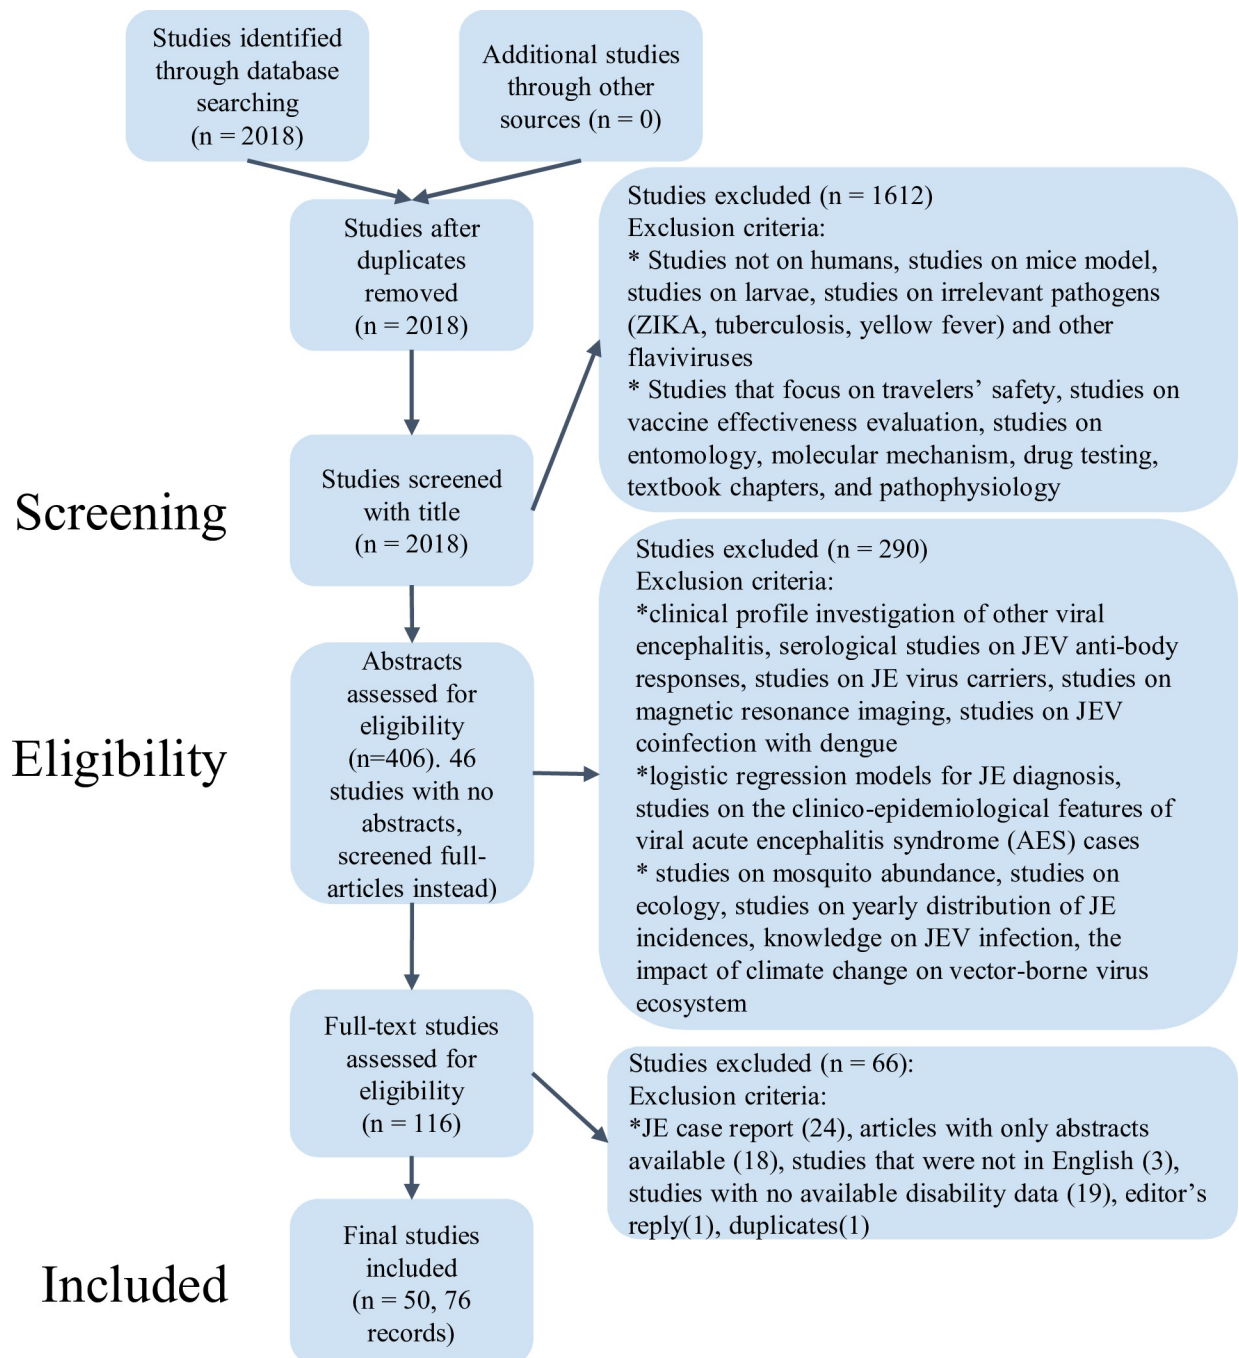 Studies identified
through database
searching
(n = 2018)
Additional studies
through other
sources (n = 0)
Studies after
duplicates
removed
(n = 2018)
Studies excluded (n = 1612)
Exclusion criteria:
* Studies not on humans, studies on mice model,
studies on larvae, studies on irrelevant pathogens
(ZIKA, tuberculosis, yellow fever) and other
flaviviruses
* Studies that focus on travelers’ safety, studies on
vaccine effectiveness evaluation, studies on
entomology, molecular mechanism, drug testing,
textbook chapters, and pathophysiology
Screening
Studies screened
with title
(n = 2018)
Studies excluded (n = 290)
Exclusion criteria:
*clinical profile investigation of other viral
encephalitis, serological studies on JEV anti-body
responses, studies on JE virus carriers, studies on
magnetic resonance imaging, studies on JEV
coinfection with dengue
*logistic regression models for JE diagnosis,
studies on the clinico-epidemiological features of
viral acute encephalitis syndrome (AES) cases
* studies on mosquito abundance, studies on
ecology, studies on yearly distribution of JE
incidences, knowledge on JEV infection, the
impact of climate change on vector-borne virus
ecosystem
Eligibility
Abstracts
assessed for
eligibility
(n=406). 46
studies with no
abstracts,
screened full-
articles instead)
Full-text studies
assessed for
eligibility
(n = 116)
Studies excluded (n = 66):
Exclusion criteria:
*JE case report (24), articles with only abstracts
available (18), studies that were not in English (3),
studies with no available disability data (19), editor’s
reply(1), duplicates(1)
Included
Final studies
included
(n = 50, 76
records)